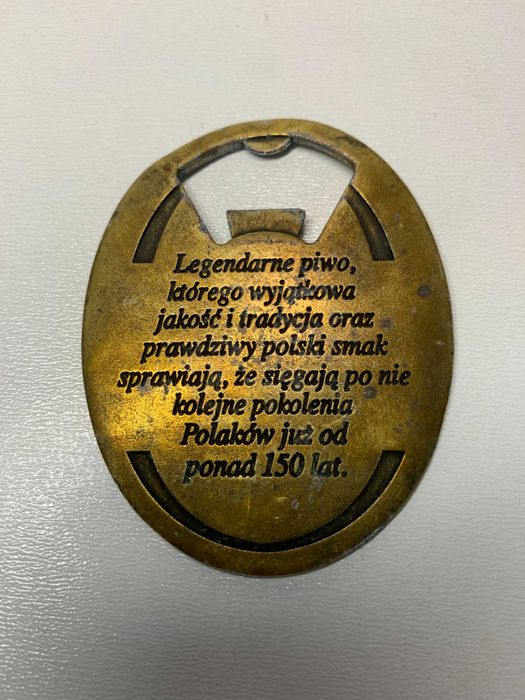 Legendarne piwo,
którego wyjątkowa
jakość i tradycja oraz
prawdziwy polski smak
sprawiają, że sięgają po nie
kolejne pokolenia
Polaków już od
ponad 150 lat.